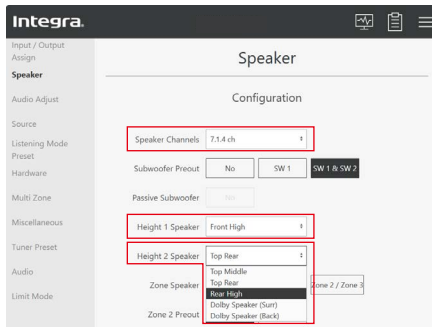 Integra.
Input / Output
Assign
Speaker
Audio Adjust
Source
Listening Mode
Preset
Hardware
Multi Zone
Miscellaneous
Tuner Preset
Audio
Limit Mode
Speaker
Configuration
Speaker Channels 7.1.4 ch
Subwoofer Preout No SW 1 SW 1 & SW 2
Passive Subwoofer No
Height 1 Speaker Front High
Height 2 Speaker Top Rear
Top Middle
Top Rear
Rear High
Dolby Speaker (Surr)
Dolby Speaker (Back)
Zone Speaker Zone 2 / Zone 3
Zone 2 Preout